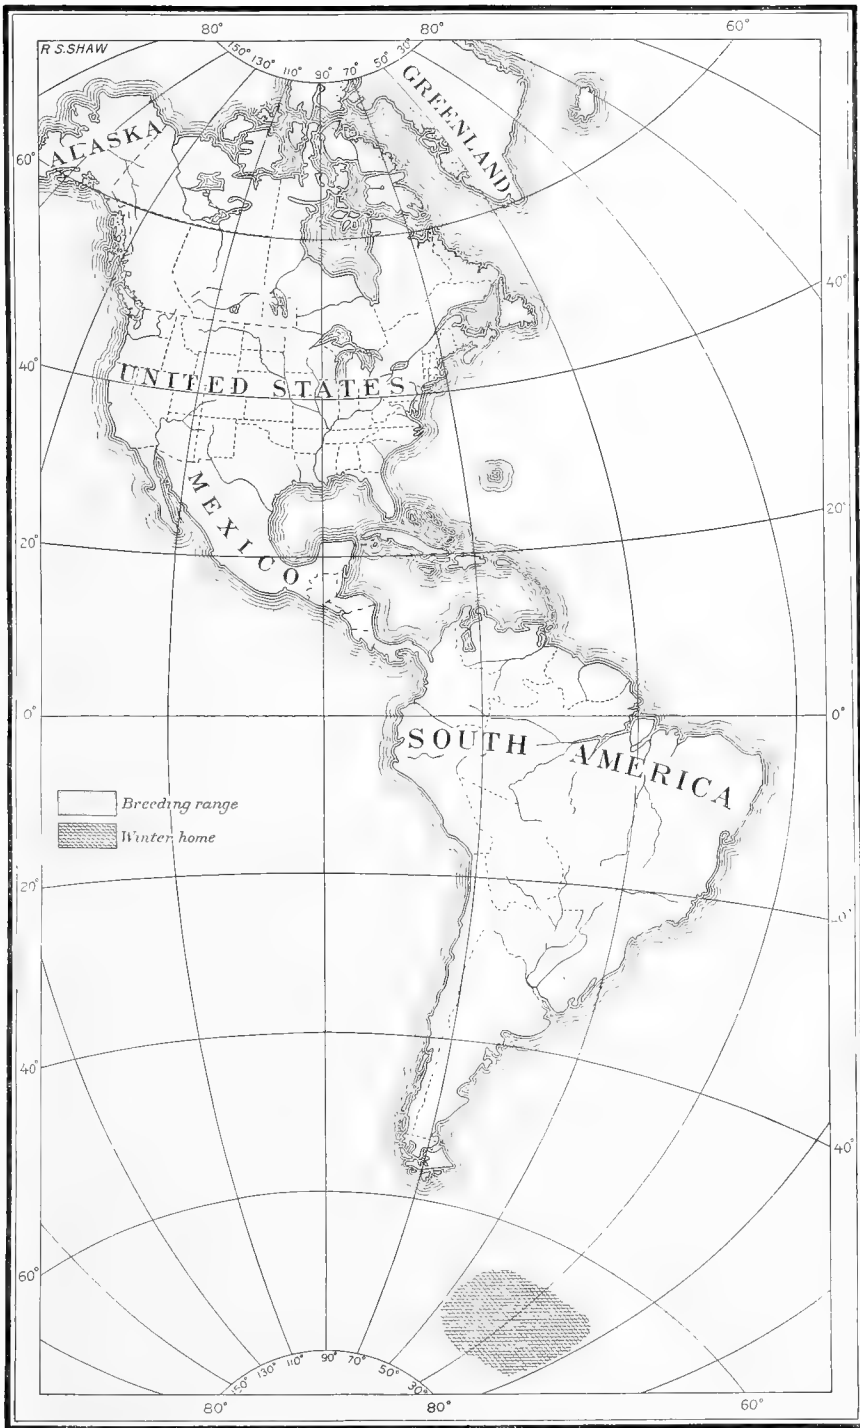 80° 80° 60°
R S.SHAW
150° 130° 110° 90° 70° 50° 30°
GREENLAND
ALASKA
60°
40°
40°
UNITED STATES
MEXICO
20°
20°
0° 0°
SOUTH AMERICA
Breeding range
Winter home
20°
40°
40°
60°
150° 130° 110° 90° 70° 50° 30°
80° 80° 60°